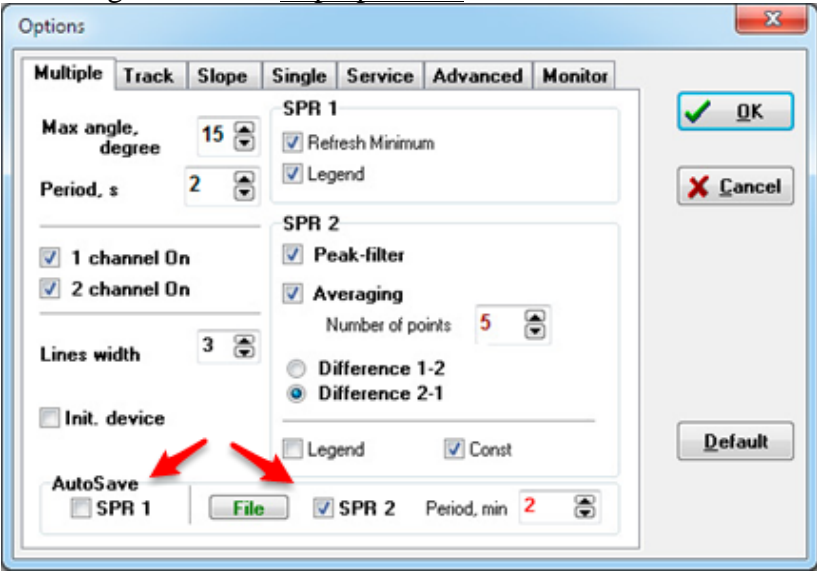 Options
Multiple Track Slope Single Service Advanced Monitor
Max angle, degree 15
Period, s 2
1 channel On
2 channel On
Lines width 3
Init. device
SPR 1
Refresh Minimum
Legend
SPR 2
Peak-filter
Averaging
Number of points 5
Difference 1-2
Difference 2-1
Legend Const
AutoSave
SPR 1 File SPR 2 Period, min 2
OK
Cancel
Default